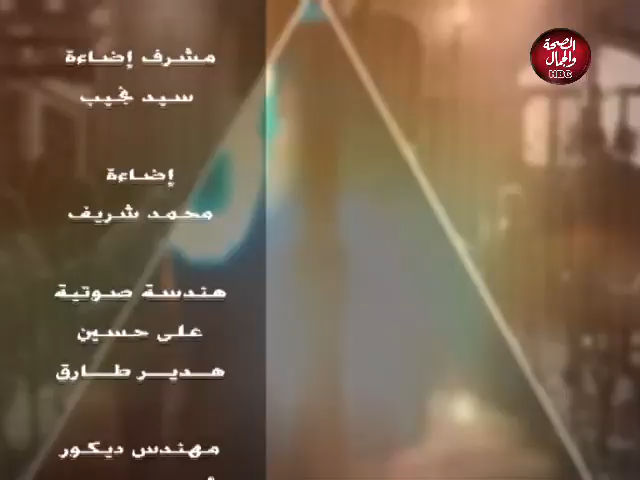 الصحة
والجمال
HBC
مشرف إضاءة
سيد نجيب
إضاءة
محمد شريف
هندسة صوتية
على حسين
هدير طارق
مهندس ديكور